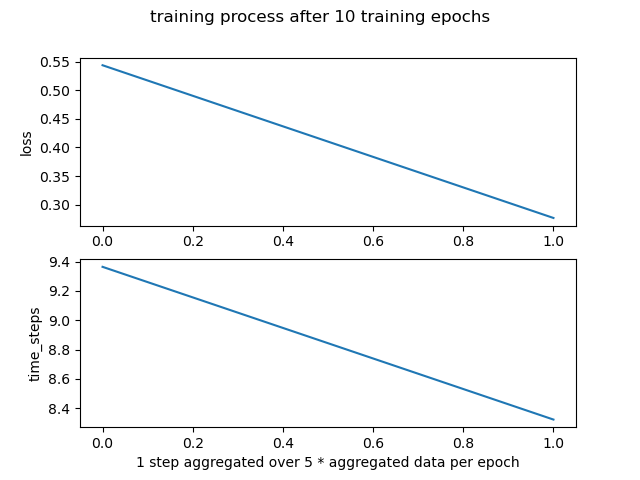 training process after 10 training epochs
0.55
0.50
0.45
0.40
0.35
0.30
loss
0.0 0.2 0.4 0.6 0.8 1.0
9.4
9.2
9.0
8.8
8.6
8.4
time_steps
0.0 0.2 0.4 0.6 0.8 1.0
1 step aggregated over 5 * aggregated data per epoch